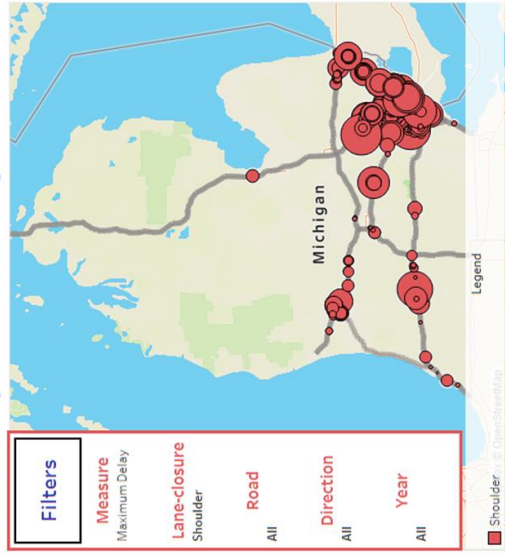 Filters
Measure
Maximum Delay
Lane-closure
Shoulder
Road
All
Direction
All
Year
All
Michigan
Legend
Shoulder
© OpenStreetMap